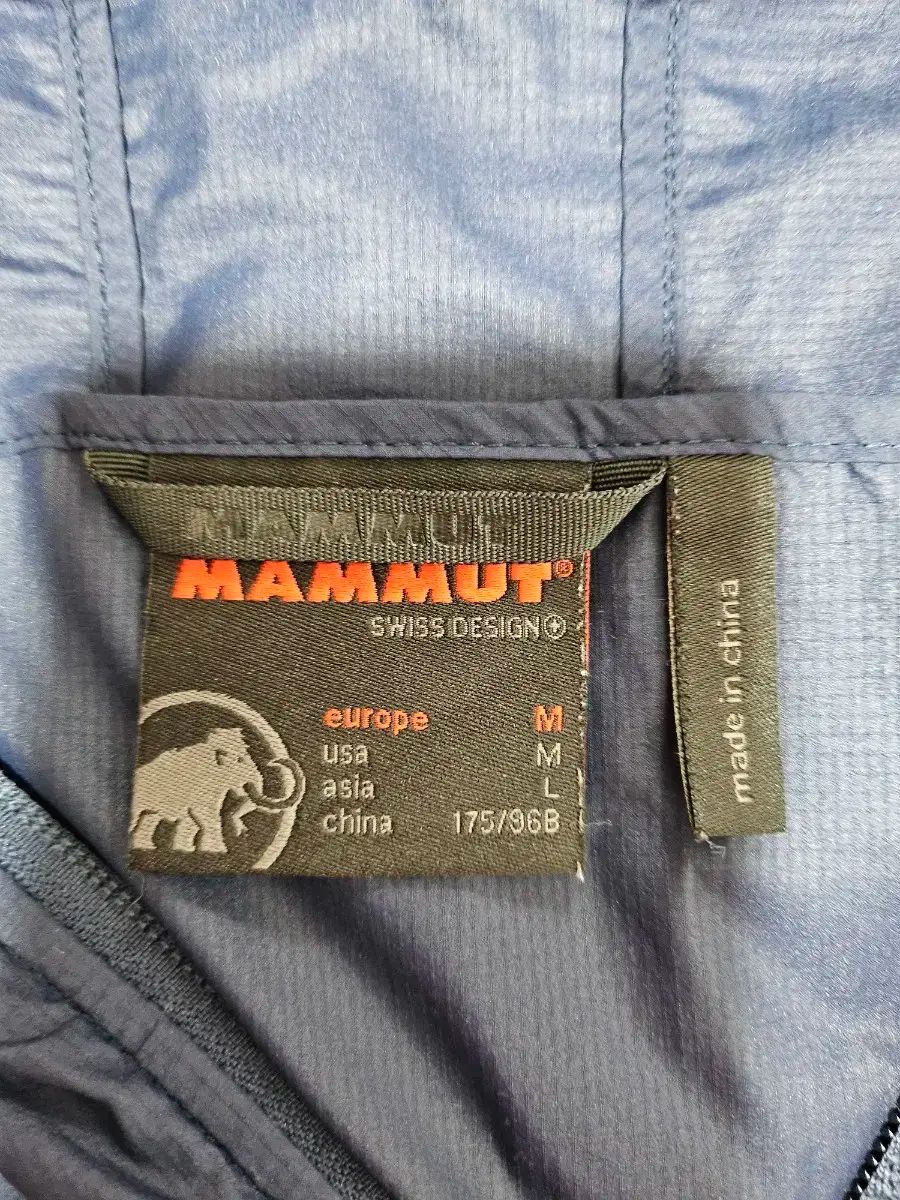 MAMMUT
MAMMUT®
SWISS DESIGN
europe M
usa M
asia L
china 175/96B
made in china